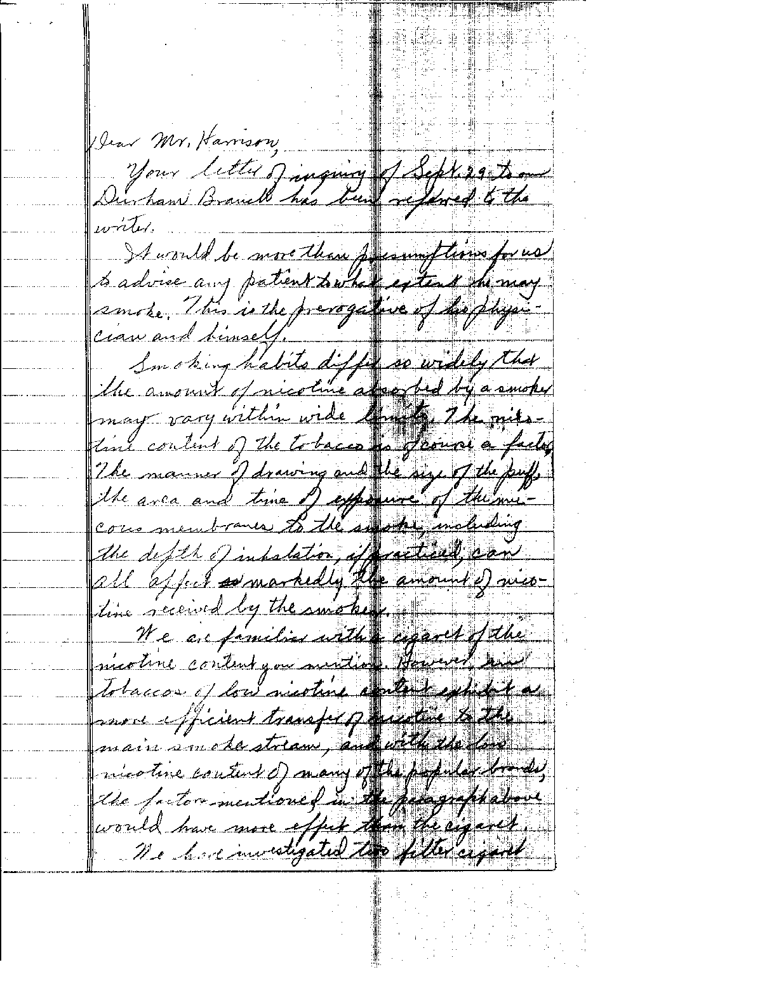 Dear Mr. Harrison,
Your letter of inquiry of Sept. 29 to our
Durham Branch has been referred to the
writer.
It would be more than presumptions for us
to advise any patient to what extent he may
smoke. This is the prerogative of his physi-
cian and himself.
Smoking habits differ so widely that
the amount of nicotine absorbed by a smoker
may vary within wide limits. The nico-
tine content of the tobacco is of course a factor.
The manner of drawing and the size of the puff,
the area and time of exposure of the mu-
cous membranes to the smoke, including
the depth of inhalation, if practiced, can
all affect markedly the amount of nico-
tine received by the smoker.
We are familiar with a cigaret of the
nicotine content you mention. However,
tobaccos of low nicotine content exhibit a
more efficient transfer of nicotine to the
main smoke stream, and with the low
nicotine content of many of the popular brands,
the factors mentioned in the paragraph above
would have more effect than the cigaret.
We have investigated two filter cigaret